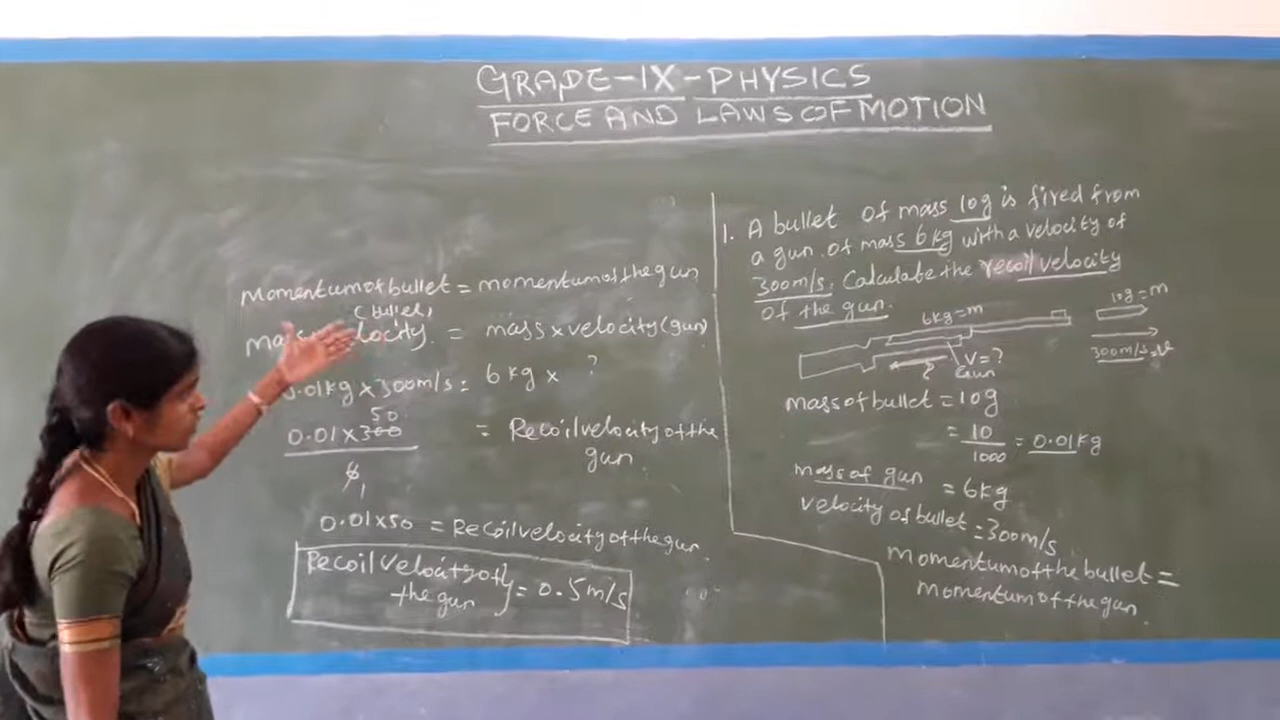 GRADE-IX-PHYSICS
FORCE AND LAWS OF MOTION
1. A bullet of mass 10g is fired from
a gun of mass 6kg with a velocity of
300m/s. Calculate the recoil velocity
of the gun.
6kg=m
10g=m
300m/s=v
V=?
Gun
?
mass of bullet = 10g
= 10/1000 = 0.01kg
mass of gun = 6kg
velocity of bullet = 300m/s
momentum of the bullet =
momentum of the gun.
Momentum of bullet = momentum of the gun
(bullet)
= mass x velocity (gun)
0.01kg x 300m/s = 6kg x ?
50
0.01 x 300 = Recoil velocity of the
gun.
6 1
0.01x50 = Recoil velocity of the gun.
Recoil velocity of
the gun } = 0.5m/s